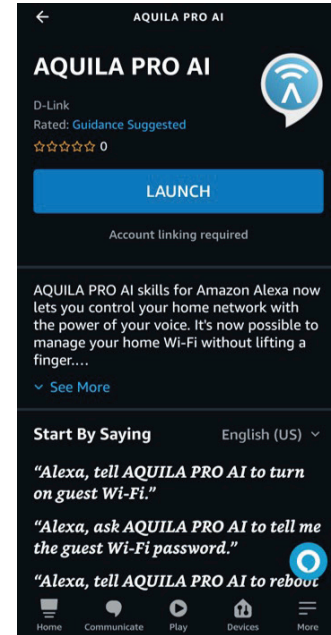 AQUILA PRO AI
AQUILA PRO AI
D-Link
Rated: Guidance Suggested
0
LAUNCH
Account linking required
AQUILA PRO AI skills for Amazon Alexa now
lets you control your home network with
the power of your voice. It's now possible to
manage your home Wi-Fi without lifting a
finger....
See More
Start By Saying
English (US)
“Alexa, tell AQUILA PRO AI to turn
on guest Wi-Fi.”
“Alexa, ask AQUILA PRO AI to tell me
the guest Wi-Fi password.”
“Alexa, tell AQUILA PRO AI to reboot
Home Communicate Play Devices More